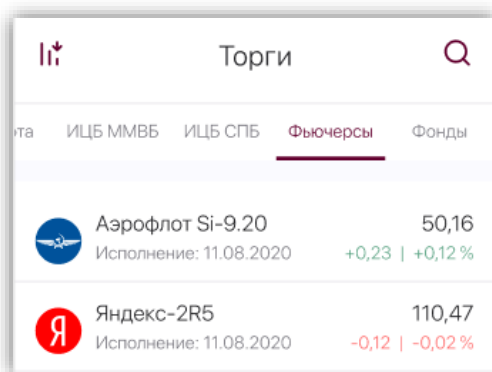 Торги
ота ИЦБ ММВБ ИЦБ СПБ Фьючерсы Фонды
Аэрофлот Si-9.20 50,16
Исполнение: 11.08.2020 +0,23 | +0,12 %
Я Яндекс-2R5 110,47
Исполнение: 11.08.2020 -0,12 | -0,02 %